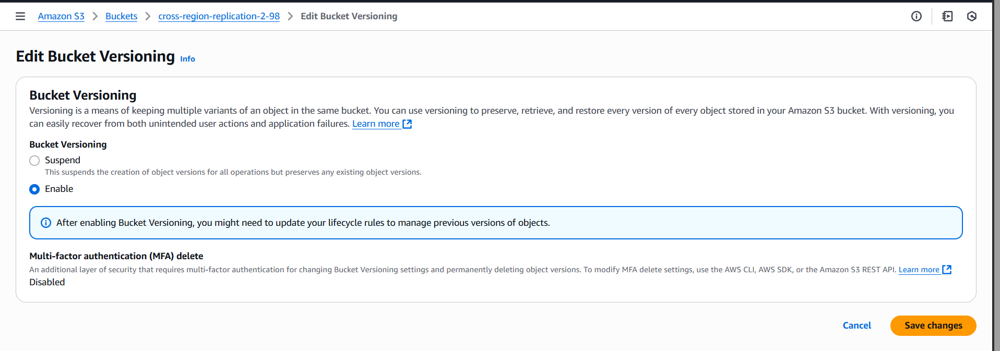 Amazon S3 > Buckets > cross-region-replication-2-98 > Edit Bucket Versioning
Edit Bucket Versioning Info
Bucket Versioning
Versioning is a means of keeping multiple variants of an object in the same bucket. You can use versioning to preserve, retrieve, and restore every version of every object stored in your Amazon S3 bucket. With versioning, you
can easily recover from both unintended user actions and application failures. Learn more
Bucket Versioning
Suspend
This suspends the creation of object versions for all operations but preserves any existing object versions.
Enable
After enabling Bucket Versioning, you might need to update your lifecycle rules to manage previous versions of objects.
Multi-factor authentication (MFA) delete
An additional layer of security that requires multi-factor authentication for changing Bucket Versioning settings and permanently deleting object versions. To modify MFA delete settings, use the AWS CLI, AWS SDK, or the Amazon S3 REST API. Learn more
Disabled
Cancel Save changes